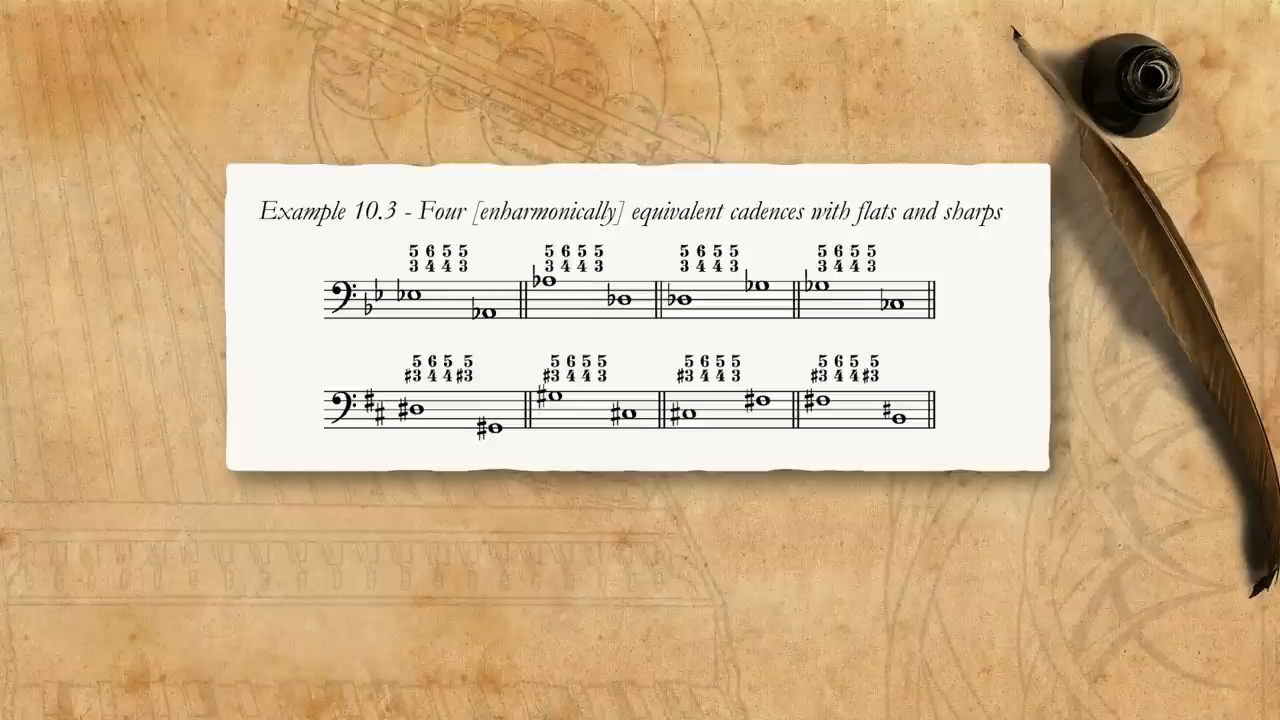 Example 10.3 - Four [enharmonically] equivalent cadences with flats and sharps
5 6 5 5 5 6 5 5 5 6 5 5 5 6 5 5
3 4 4 3 3 4 4 3 3 4 4 3 3 4 4 3
5 6 5 5 5 6 5 5 5 6 5 5 5 6 5 5
♯3 4 4 ♯3 ♯3 4 4 3 ♯3 4 4 3 ♯3 4 4 ♯3